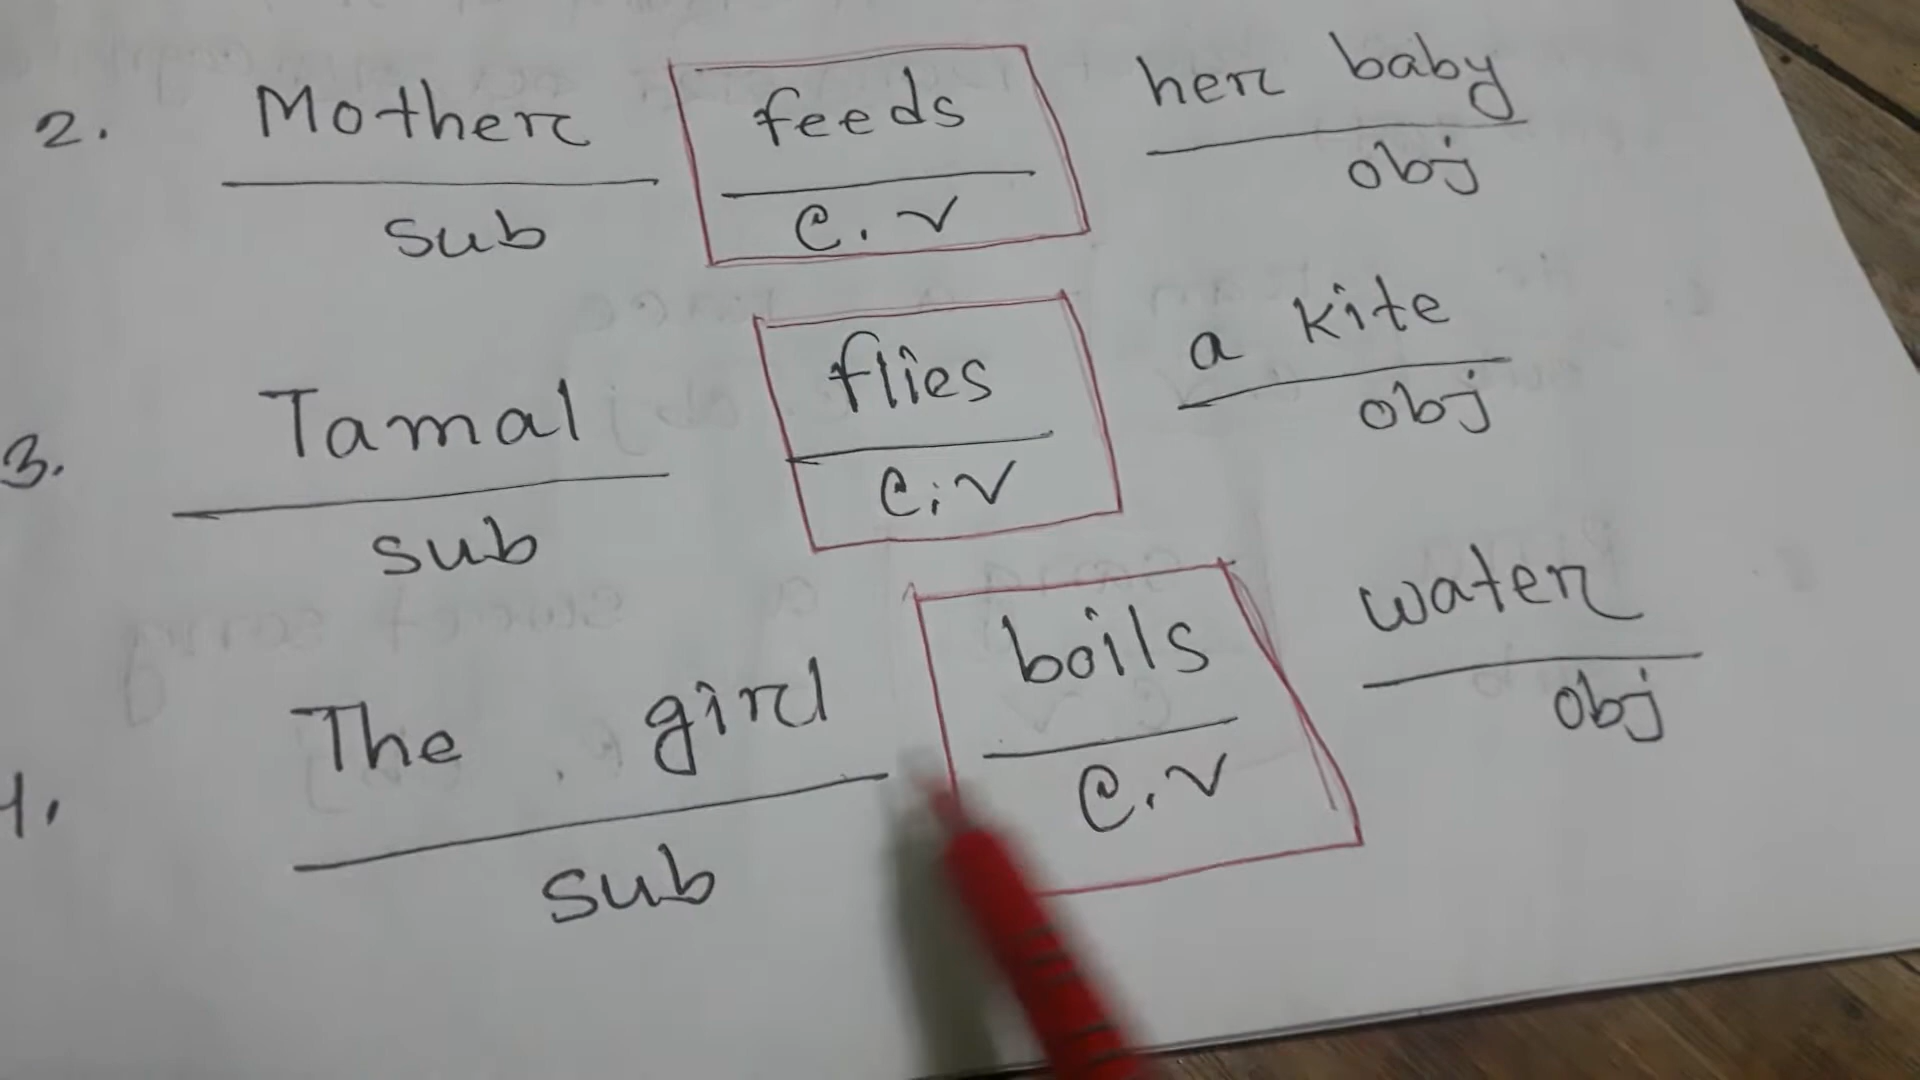 2. Mother feeds her baby
sub c.v obj
3. Tamal flies a kite
sub c.v obj
4. The girl boils water
sub c.v obj